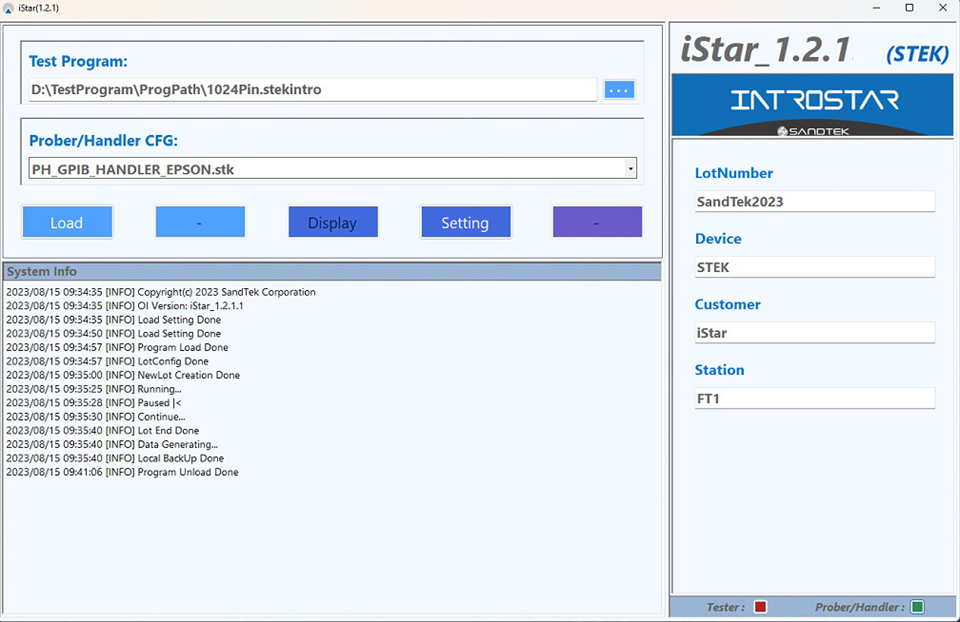 iStar(1.2.1)
Test Program:
D:\TestProgram\ProgPath\1024Pin.stekintro
...
Prober/Handler CFG:
PH_GPIB_HANDLER_EPSON.stk
Load
-
Display
Setting
-
System Info
2023/08/15 09:34:35 [INFO] Copyright(c) 2023 SandTek Corporation
2023/08/15 09:34:35 [INFO] OI Version: iStar_1.2.1.1
2023/08/15 09:34:35 [INFO] Load Setting Done
2023/08/15 09:34:50 [INFO] Load Setting Done
2023/08/15 09:34:57 [INFO] Program Load Done
2023/08/15 09:34:57 [INFO] LotConfig Done
2023/08/15 09:35:00 [INFO] NewLot Creation Done
2023/08/15 09:35:25 [INFO] Running...
2023/08/15 09:35:28 [INFO] Paused |<
2023/08/15 09:35:30 [INFO] Continue...
2023/08/15 09:35:40 [INFO] Lot End Done
2023/08/15 09:35:40 [INFO] Data Generating...
2023/08/15 09:35:40 [INFO] Local BackUp Done
2023/08/15 09:41:06 [INFO] Program Unload Done
iStar_1.2.1 (STEK)
INTROSTAR
SANDTEK
LotNumber
SandTek2023
Device
STEK
Customer
iStar
Station
FT1
Tester : Prober/Handler :